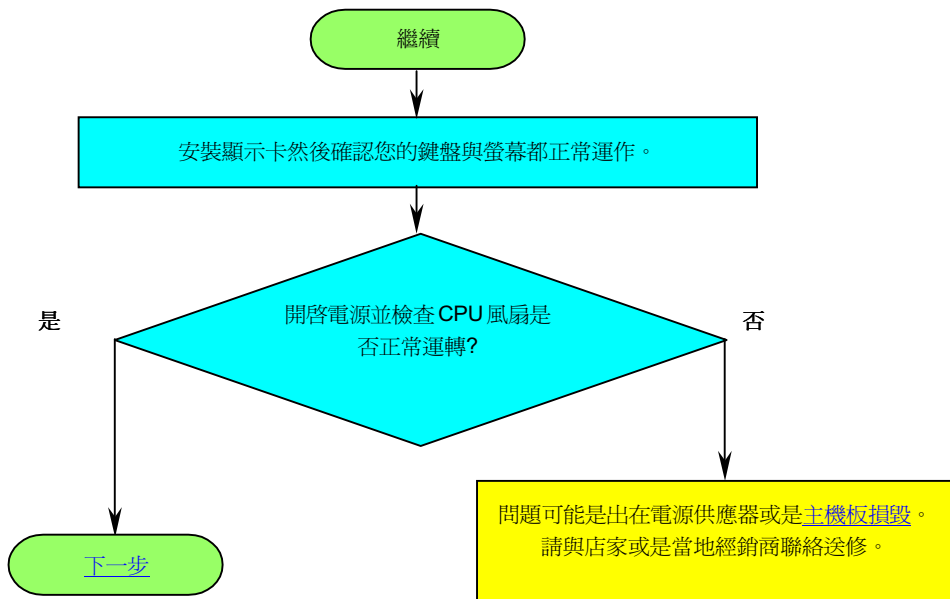 繼續
安裝顯示卡然後確認您的鍵盤與螢幕都正常運作。
是
開啓電源並檢查 CPU 風扇是
否正常運轉?
否
問題可能是出在電源供應器或是主機板損毀。
請與店家或是當地經銷商聯絡送修。
下一步